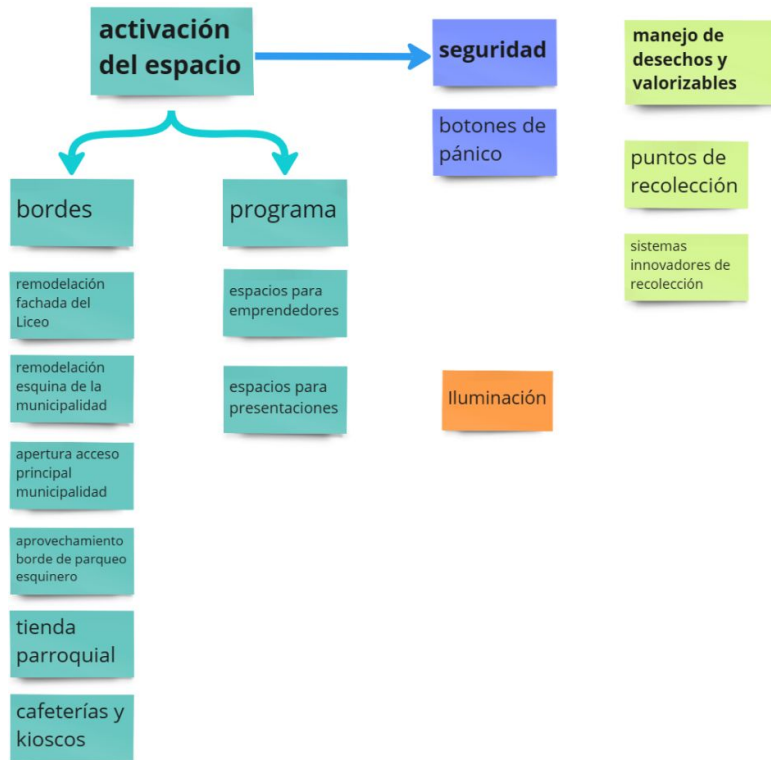 activación
del espacio
seguridad
manejo de
desechos y
valorizables
botones de
pánico
puntos de
recolección
sistemas
innovadores de
recolección
bordes
programa
remodelación
fachada del
Liceo
espacios para
emprendedores
remodelación
esquina de la
municipalidad
espacios para
presentaciones
Iluminación
apertura acceso
principal
municipalidad
aprovechamiento
borde de parqueo
esquinero
tienda
parroquial
cafeterías y
kioscos